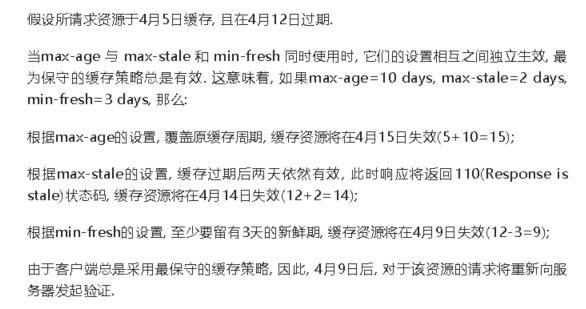 假设所请求资源于4月5日缓存, 且在4月12日过期.
当max-age 与 max-stale 和 min-fresh 同时使用时, 它们的设置相互之间独立生效, 最
为保守的缓存策略总是有效. 这意味着, 如果max-age=10 days, max-stale=2 days,
min-fresh=3 days, 那么:
根据max-age的设置, 覆盖原缓存周期, 缓存资源将在4月15日失效(5+10=15);
根据max-stale的设置, 缓存过期后两天依然有效, 此时响应将返回110(Response is
stale)状态码, 缓存资源将在4月14日失效(12+2=14);
根据min-fresh的设置, 至少要留有3天的新鲜期, 缓存资源将在4月9日失效(12-3=9);
由于客户端总是采用最保守的缓存策略, 因此, 4月9日后, 对于该资源的请求将重新向服
务器发起验证.